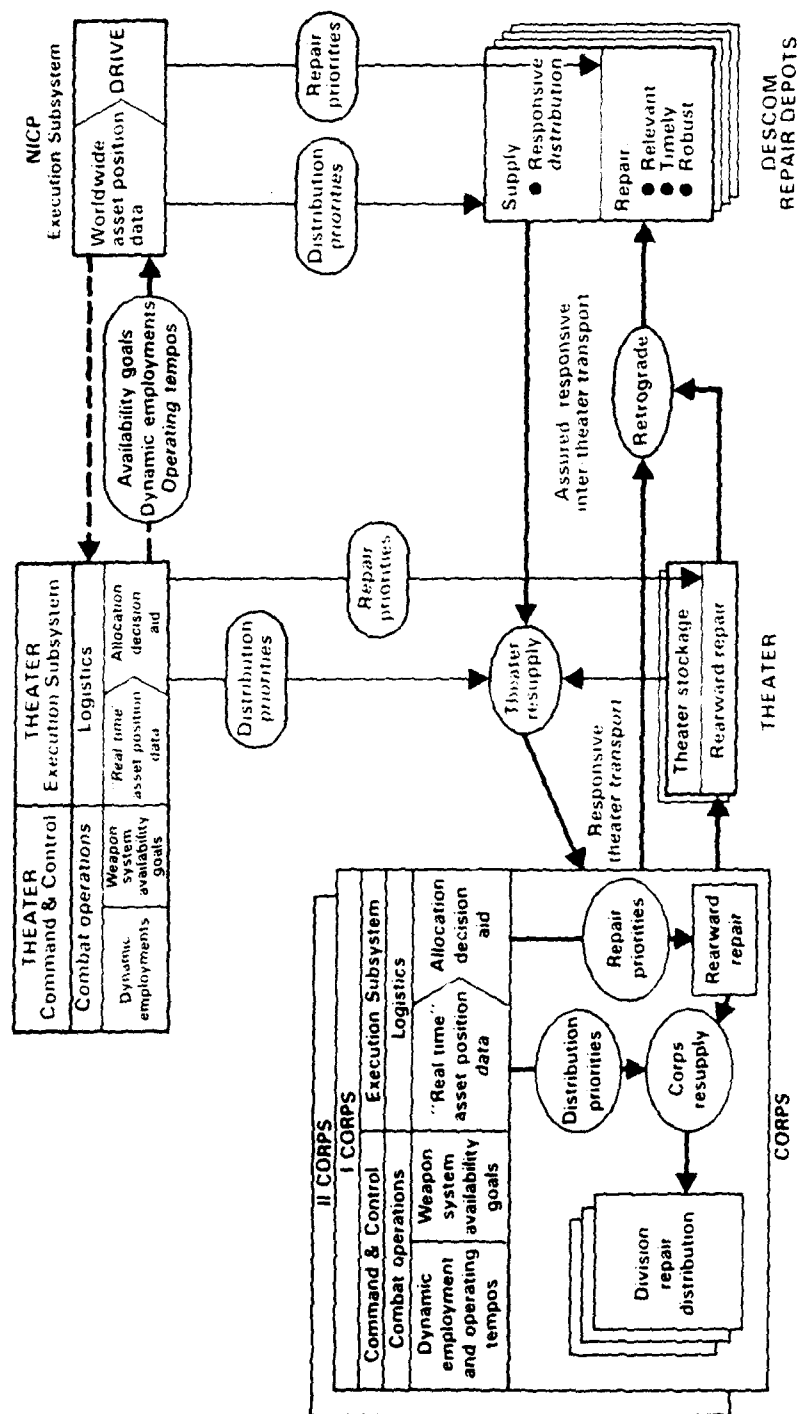 THEATER
Command & Control
THEATER
Execution Subsystem
Combat operations
Logistics
Dynamic
employments
Weapon
system
availability
goals
"Real time"
asset position
data
Allocation
decision
aid
Availability goals
Dynamic employments
Operating tempos
NICP
Execution Subsystem
Worldwide
asset position
data
DRIVE
Distribution
priorities
Repair
priorities
Distribution
priorities
Repair
priorities
II CORPS
I CORPS
Command & Control
Execution Subsystem
Combat operations
Logistics
Dynamic
employment
and operating
tempos
Weapon
system
availability
goals
"Real time"
asset position
data
Allocation
decision
aid
Distribution
priorities
Repair
priorities
Corps
resupply
Rearward
repair
Division
repair
distribution
CORPS
Theater
resupply
Responsive
theater transport
Assured responsive
inter theater transport
Retrograde
Theater stockage
Rearward repair
THEATER
Supply
● Responsive
distribution
Repair
● Relevant
● Timely
● Robust
DESCOM
REPAIR DEPOTS